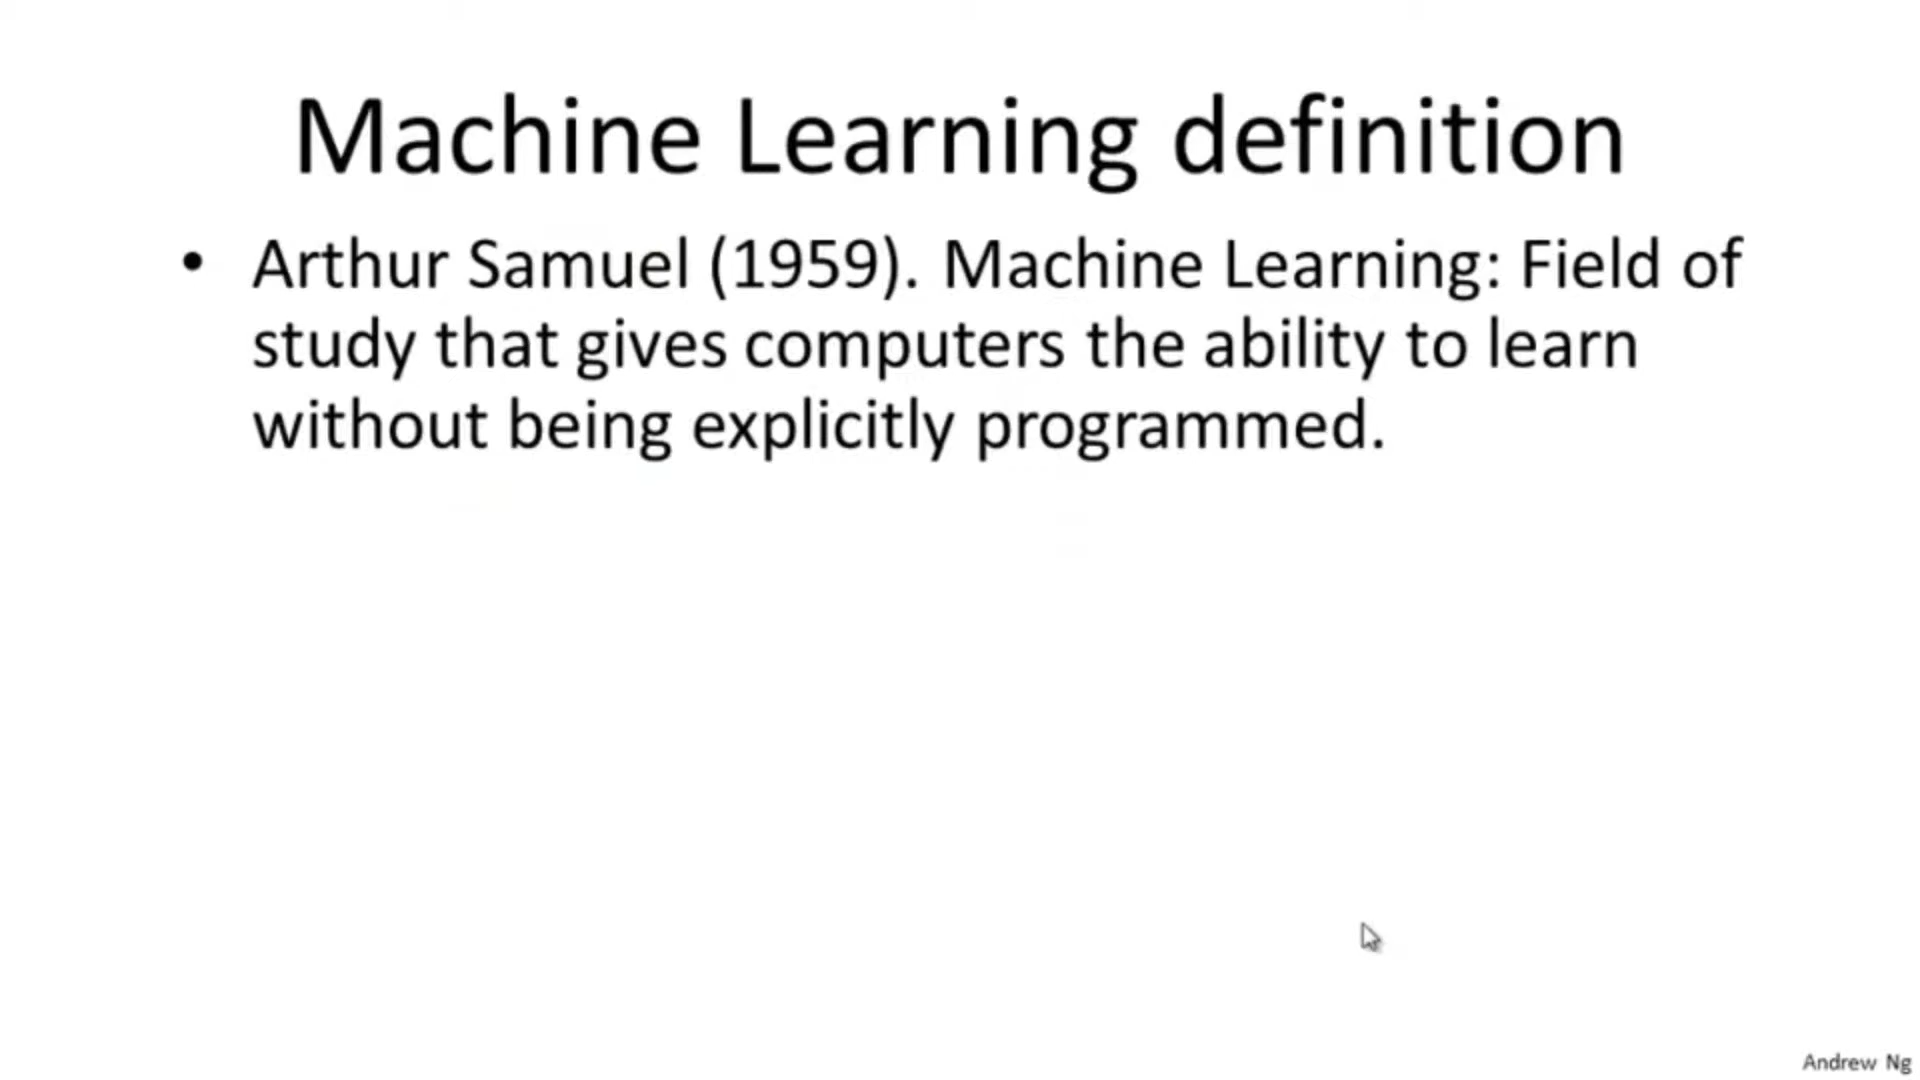 Machine Learning definition
• Arthur Samuel (1959). Machine Learning: Field of
study that gives computers the ability to learn
without being explicitly programmed.
Andrew Ng